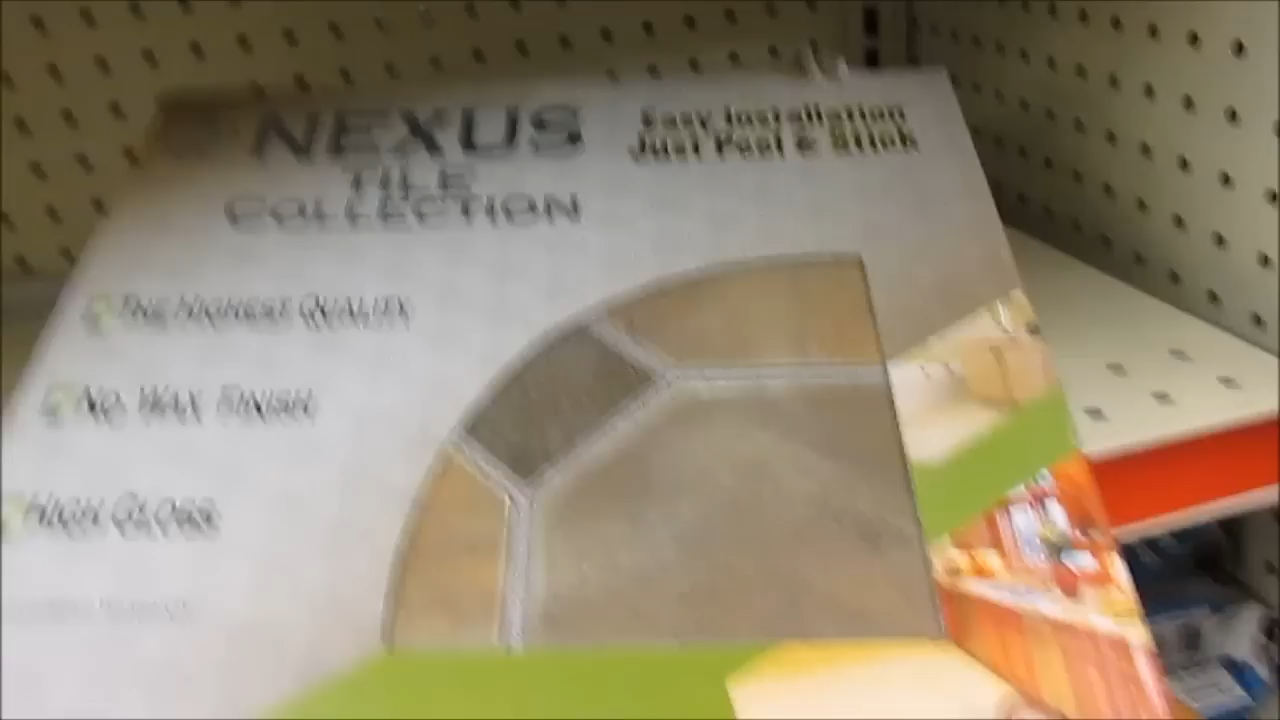 NEXUS
TILE
COLLECTION
Easy Installation
Just Peel & Stick
THE HIGHEST QUALITY
NO WAX FINISH
HIGH GLOSS